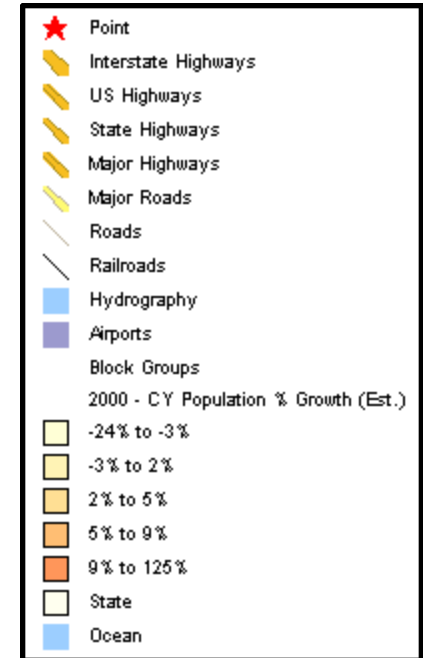 Point
Interstate Highways
US Highways
State Highways
Major Highways
Major Roads
Roads
Railroads
Hydrography
Airports
Block Groups
2000 - CY Population % Growth (Est.)
-24% to -3%
-3% to 2%
2% to 5%
5% to 9%
9% to 125%
State
Ocean